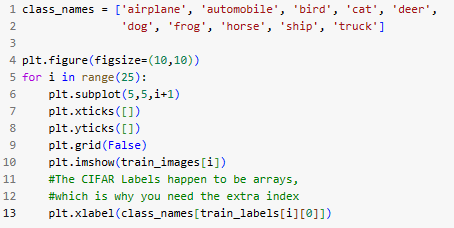 1 class_names = ['airplane', 'automobile', 'bird', 'cat', 'deer',
2                'dog', 'frog', 'horse', 'ship', 'truck']
3
4 plt.figure(figsize=(10,10))
5 for i in range(25):
6     plt.subplot(5,5,i+1)
7     plt.xticks([])
8     plt.yticks([])
9     plt.grid(False)
10     plt.imshow(train_images[i])
11     #The CIFAR Labels happen to be arrays,
12     #which is why you need the extra index
13     plt.xlabel(class_names[train_labels[i][0]])